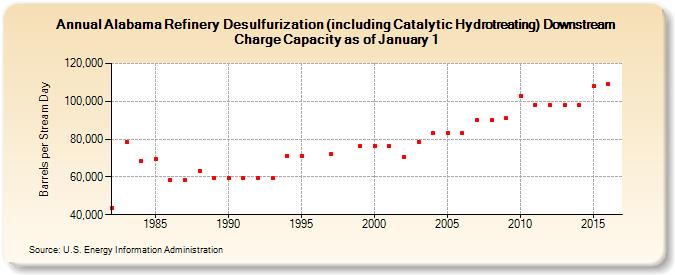 Annual Alabama Refinery Desulfurization (including Catalytic Hydrotreating) Downstream
Charge Capacity as of January 1
Barrels per Stream Day
120,000
100,000
80,000
60,000
40,000
1985 1990 1995 2000 2005 2010 2015
Source: U.S. Energy Information Administration